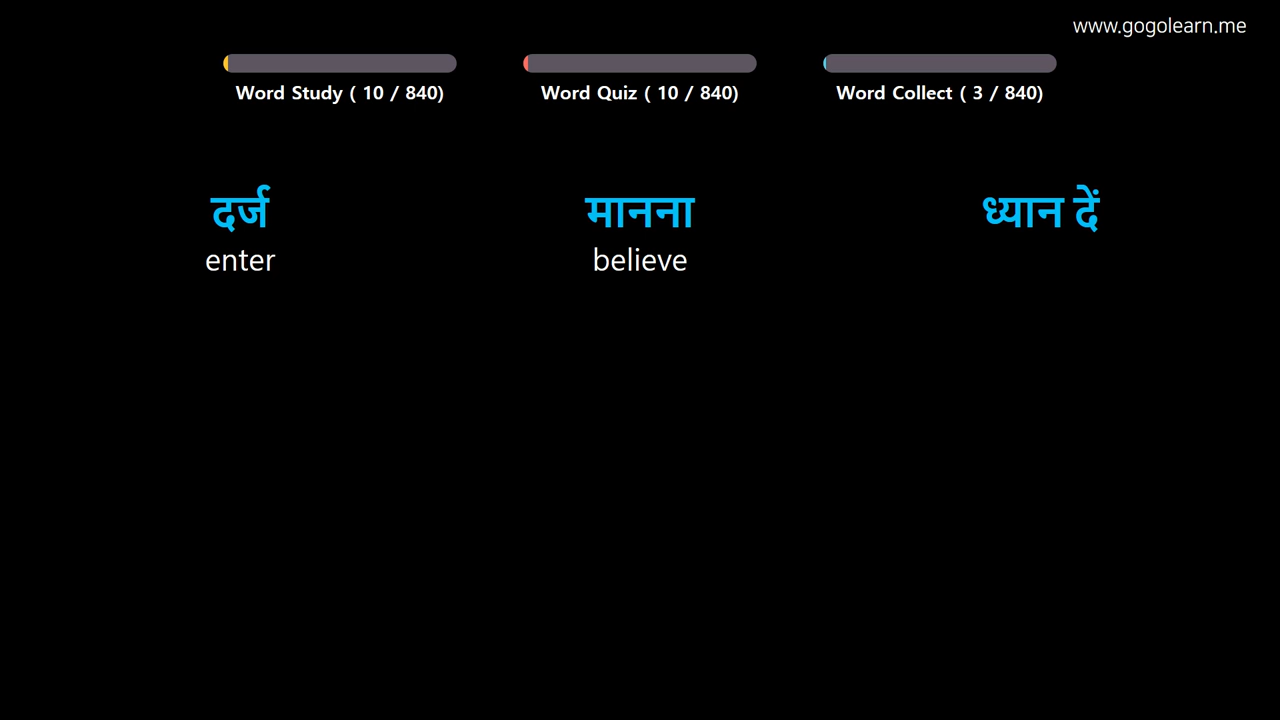 www.gogolearn.me
Word Study ( 10 / 840)
Word Quiz ( 10 / 840)
Word Collect ( 3 / 840)
दर्ज
enter
मानना
believe
ध्यान दें